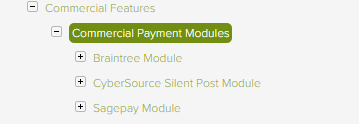 Commercial Features
Commercial Payment Modules
Braintree Module
CyberSource Silent Post Module
Sagepay Module